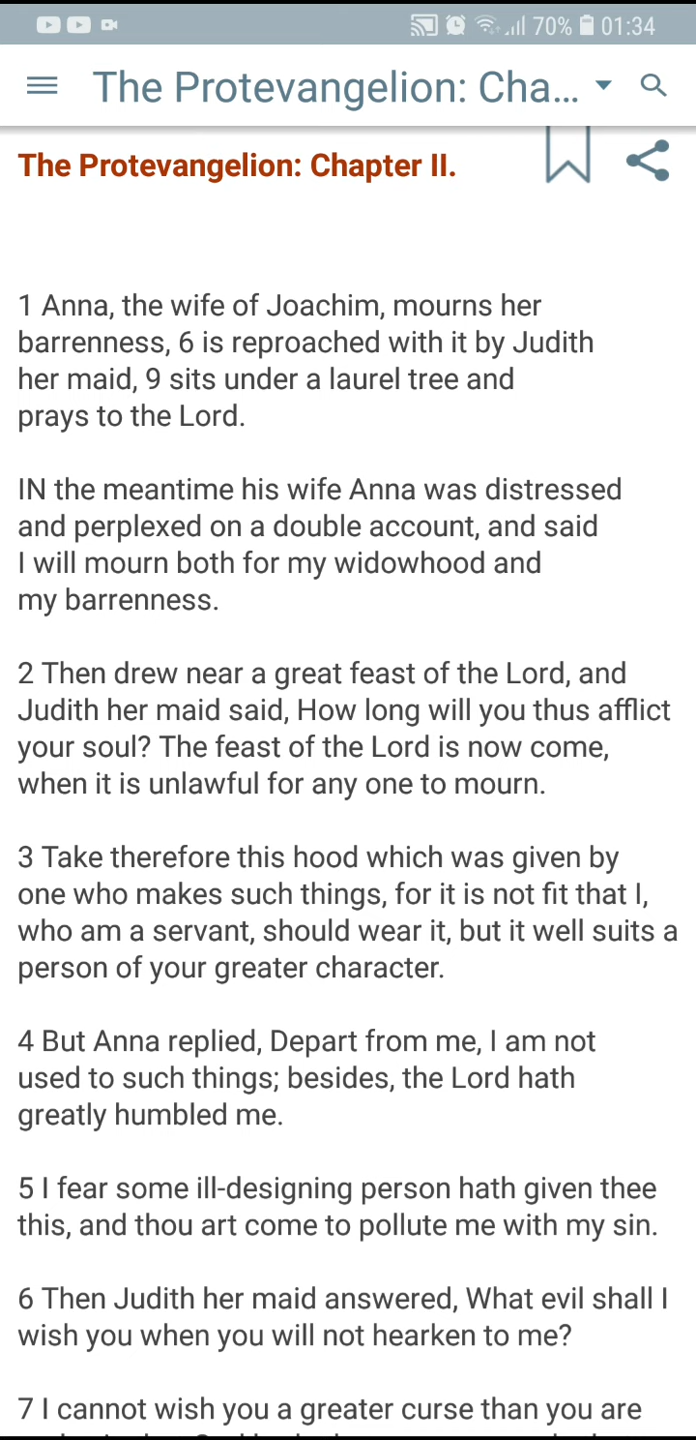 70% 01:34
The Protevangelion: Cha...
The Protevangelion: Chapter II.
1 Anna, the wife of Joachim, mourns her
barrenness, 6 is reproached with it by Judith
her maid, 9 sits under a laurel tree and
prays to the Lord.
IN the meantime his wife Anna was distressed
and perplexed on a double account, and said
I will mourn both for my widowhood and
my barrenness.
2 Then drew near a great feast of the Lord, and
Judith her maid said, How long will you thus afflict
your soul? The feast of the Lord is now come,
when it is unlawful for any one to mourn.
3 Take therefore this hood which was given by
one who makes such things, for it is not fit that I,
who am a servant, should wear it, but it well suits a
person of your greater character.
4 But Anna replied, Depart from me, I am not
used to such things; besides, the Lord hath
greatly humbled me.
5 I fear some ill-designing person hath given thee
this, and thou art come to pollute me with my sin.
6 Then Judith her maid answered, What evil shall I
wish you when you will not hearken to me?
7 I cannot wish you a greater curse than you are